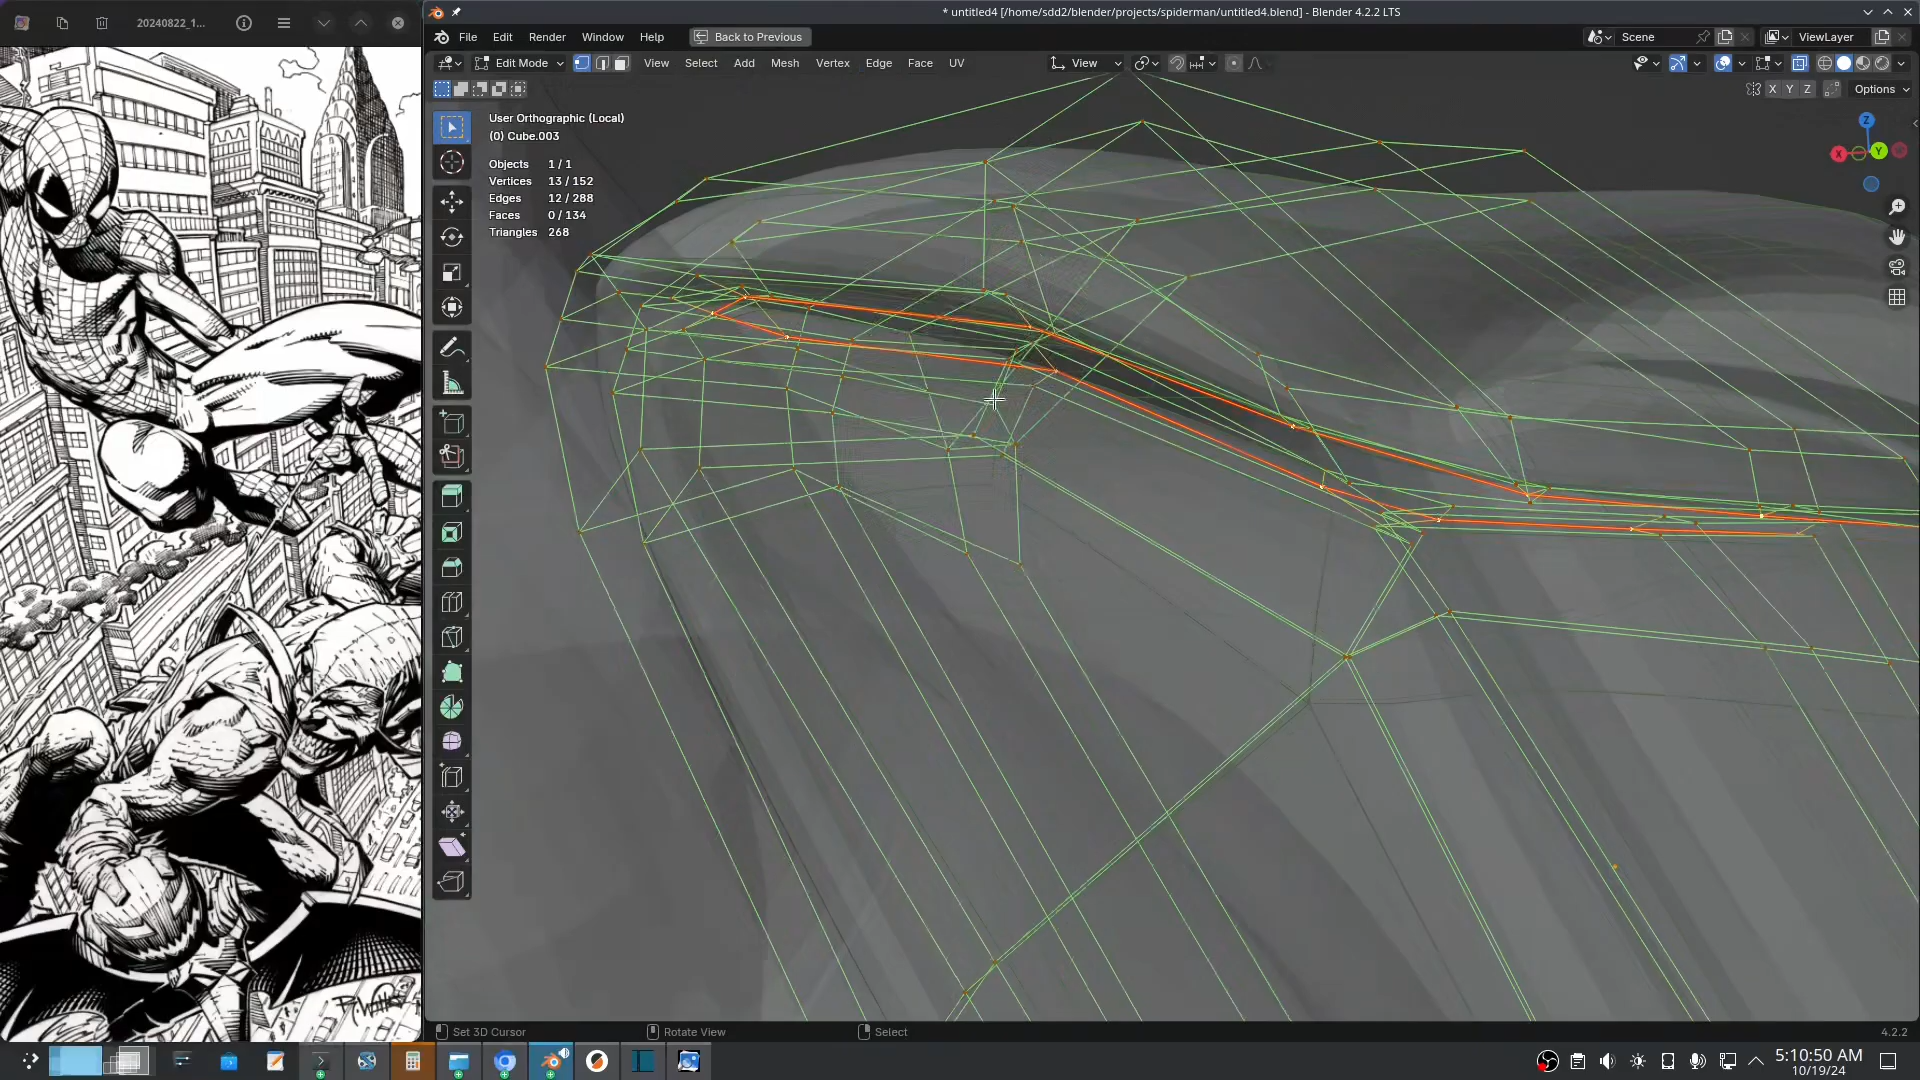 20240822_1...
* untitled4 [/home/sdd2/blender/projects/spiderman/untitled4.blend] - Blender 4.2.2 LTS
File Edit Render Window Help Back to Previous
Scene
ViewLayer
Edit Mode
View Select Add Mesh Vertex Edge Face UV
View
X Y Z
Options
User Orthographic (Local)
(0) Cube.003
Objects 1 / 1
Vertices 13 / 152
Edges 12 / 288
Faces 0 / 134
Triangles 268
Z
X
Y
Set 3D Cursor
Rotate View
Select
4.2.2
5:10:50 AM
10/19/24